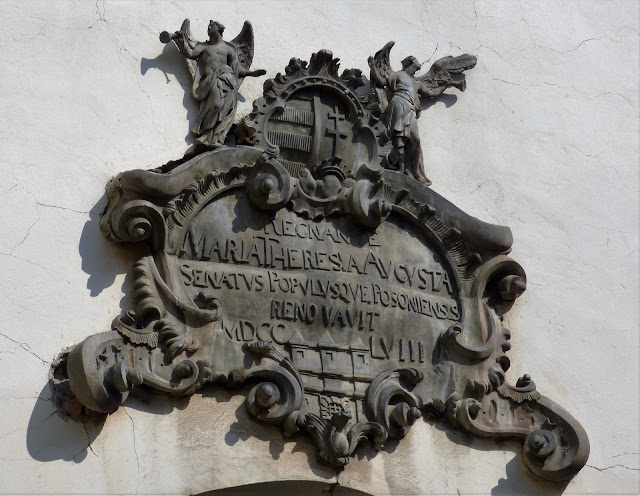 REGNANTE
MARIA THERESIA AVGVSTA
SENATVS POPVLVSQVE POSONIENSIS
RENOVAVIT
MDCC LVIII